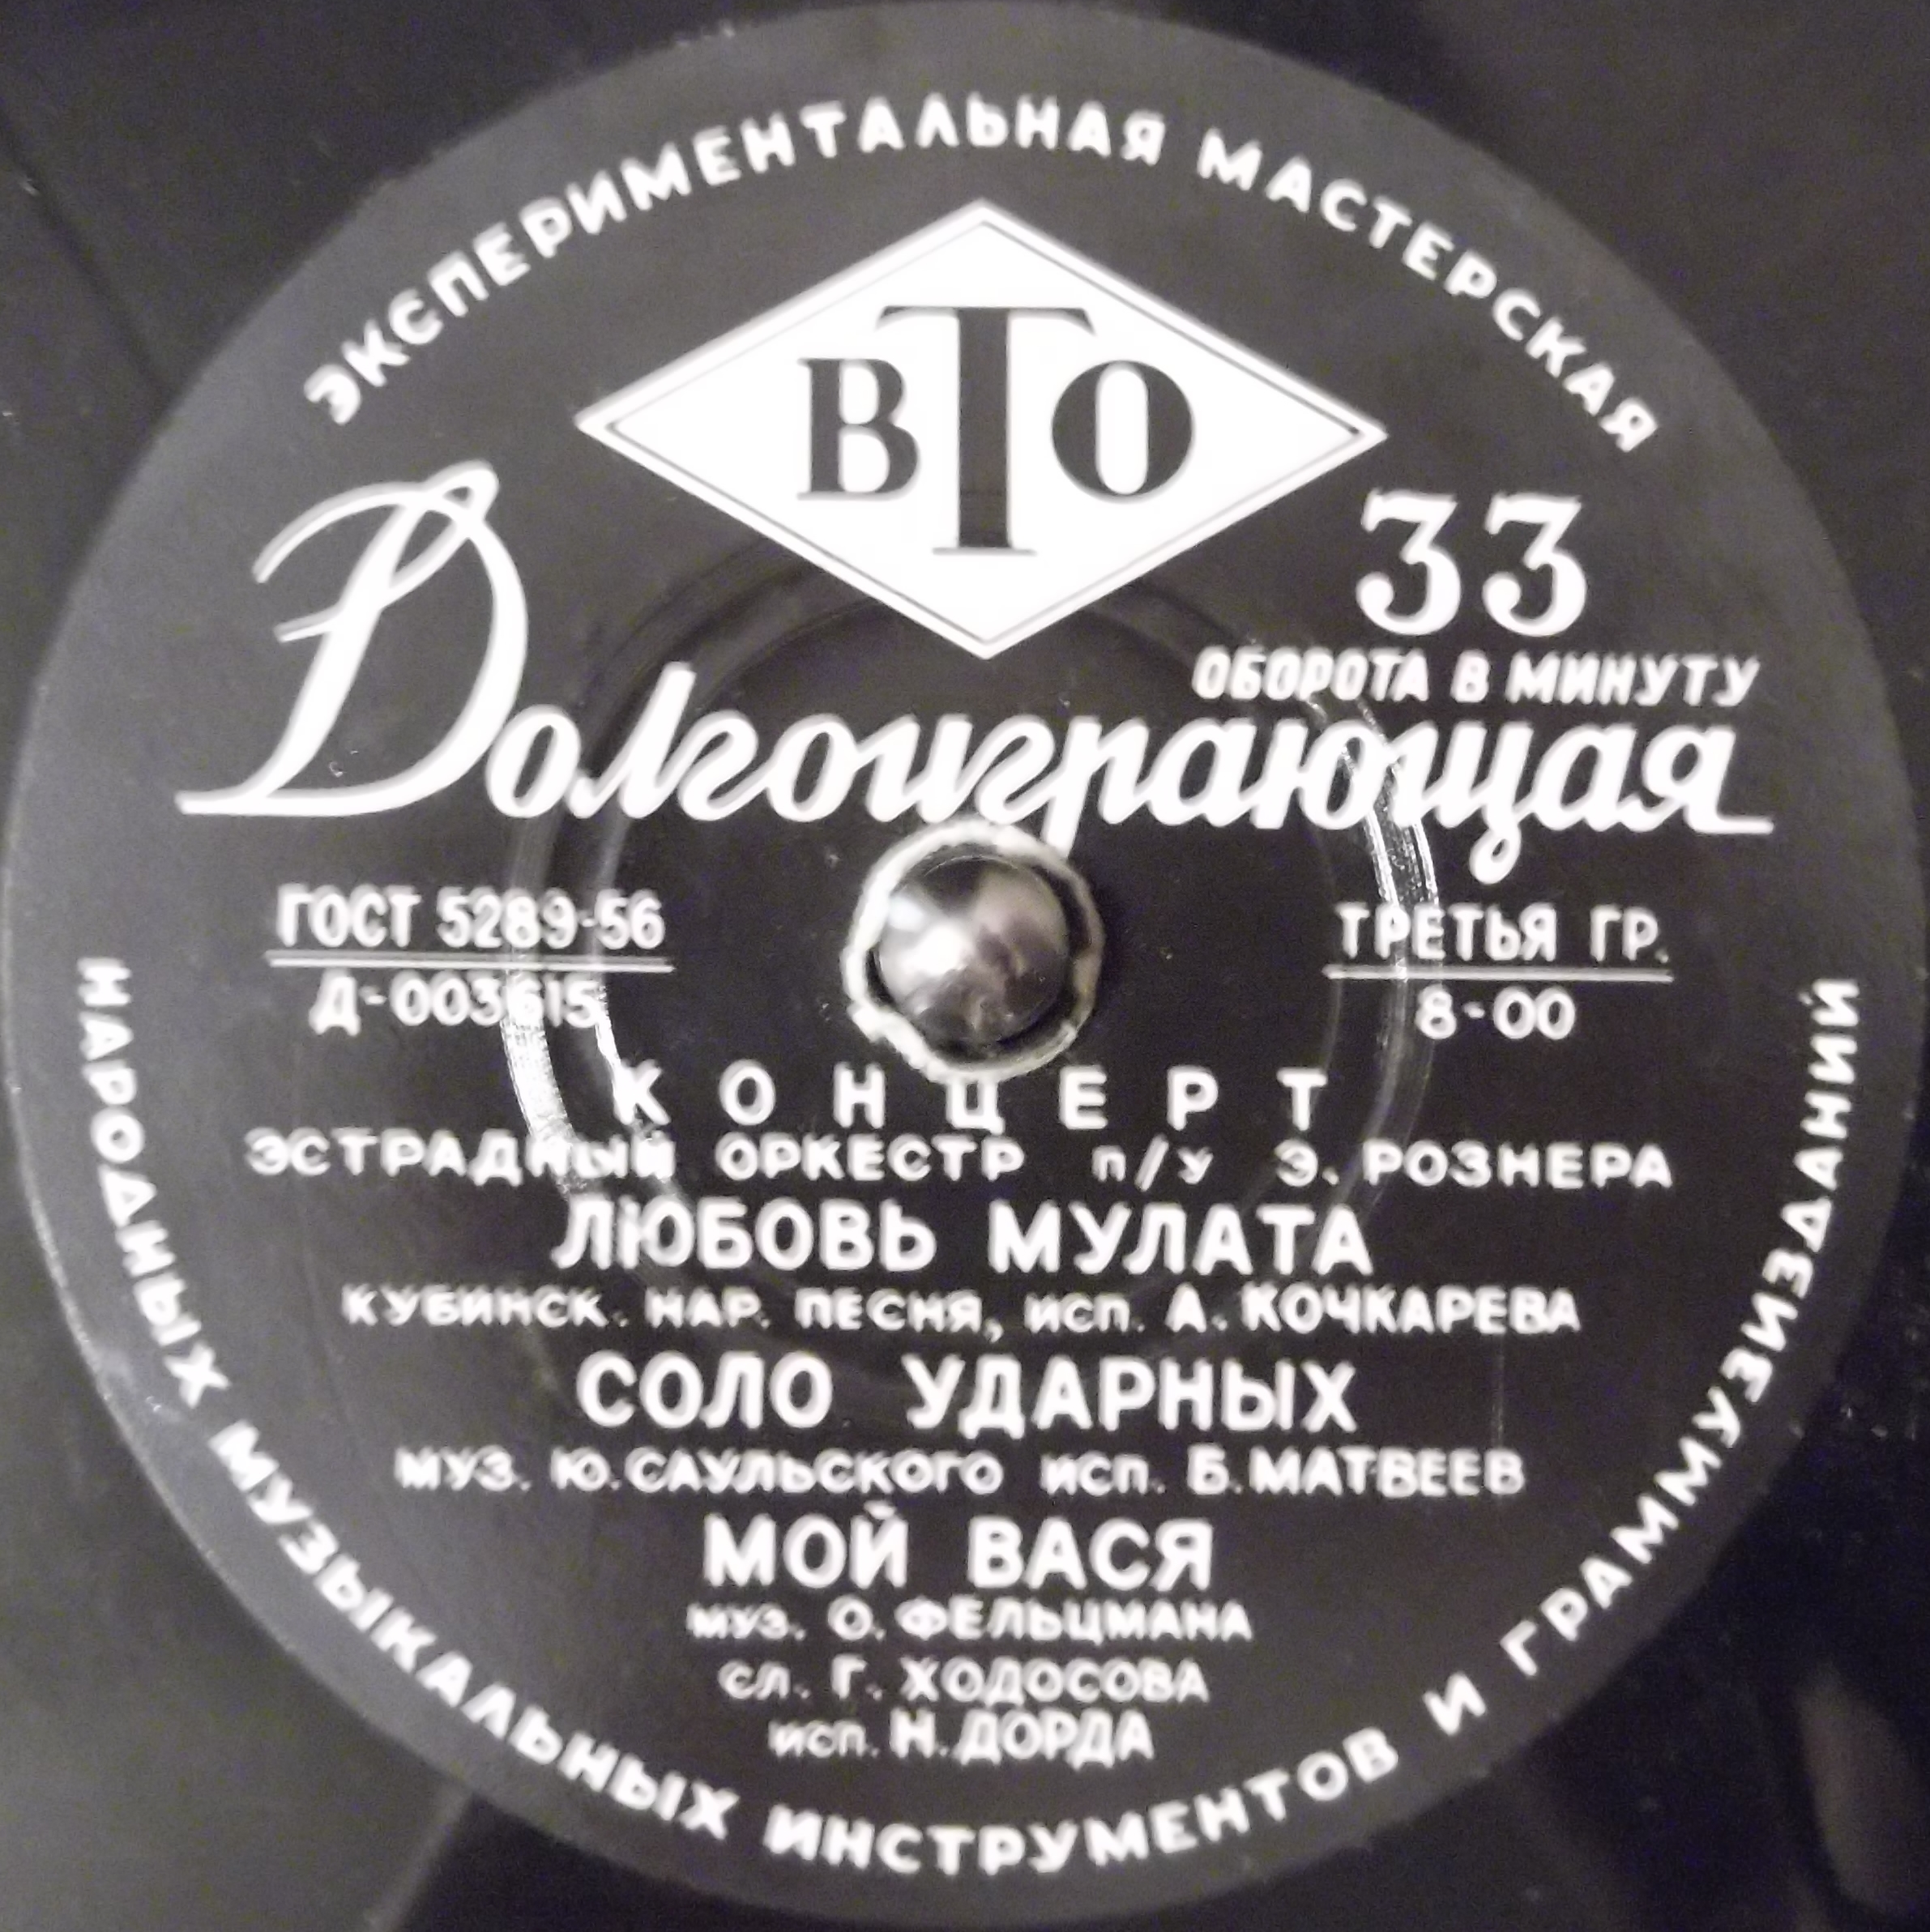 ЭКСПЕРИМЕНТАЛЬНАЯ МАСТЕРСКАЯ
ВТО
33
ОБОРОТА В МИНУТУ
Долгоиграющая
ГОСТ 5289-56
Д-003615
ТРЕТЬЯ ГР.
8-00
КОНЦЕРТ
ЭСТРАДНЫЙ ОРКЕСТР П/У Э. РОЗНЕРА
ЛЮБОВЬ МУЛАТА
КУБИНСК. НАР. ПЕСНЯ, ИСП. А. КОЧКАРЕВА
СОЛО УДАРНЫХ
МУЗ. Ю. САУЛЬСКОГО ИСП. Б. МАТВЕЕВ
МОЙ ВАСЯ
МУЗ. О. ФЕЛЬЦМАНА
СЛ. Г. ХОДОСОВА
ИСП. Н. ДОРДА
НАРОДНЫХ МУЗЫКАЛЬНЫХ ИНСТРУМЕНТОВ И ГРАММУЗИЗДАНИЙ